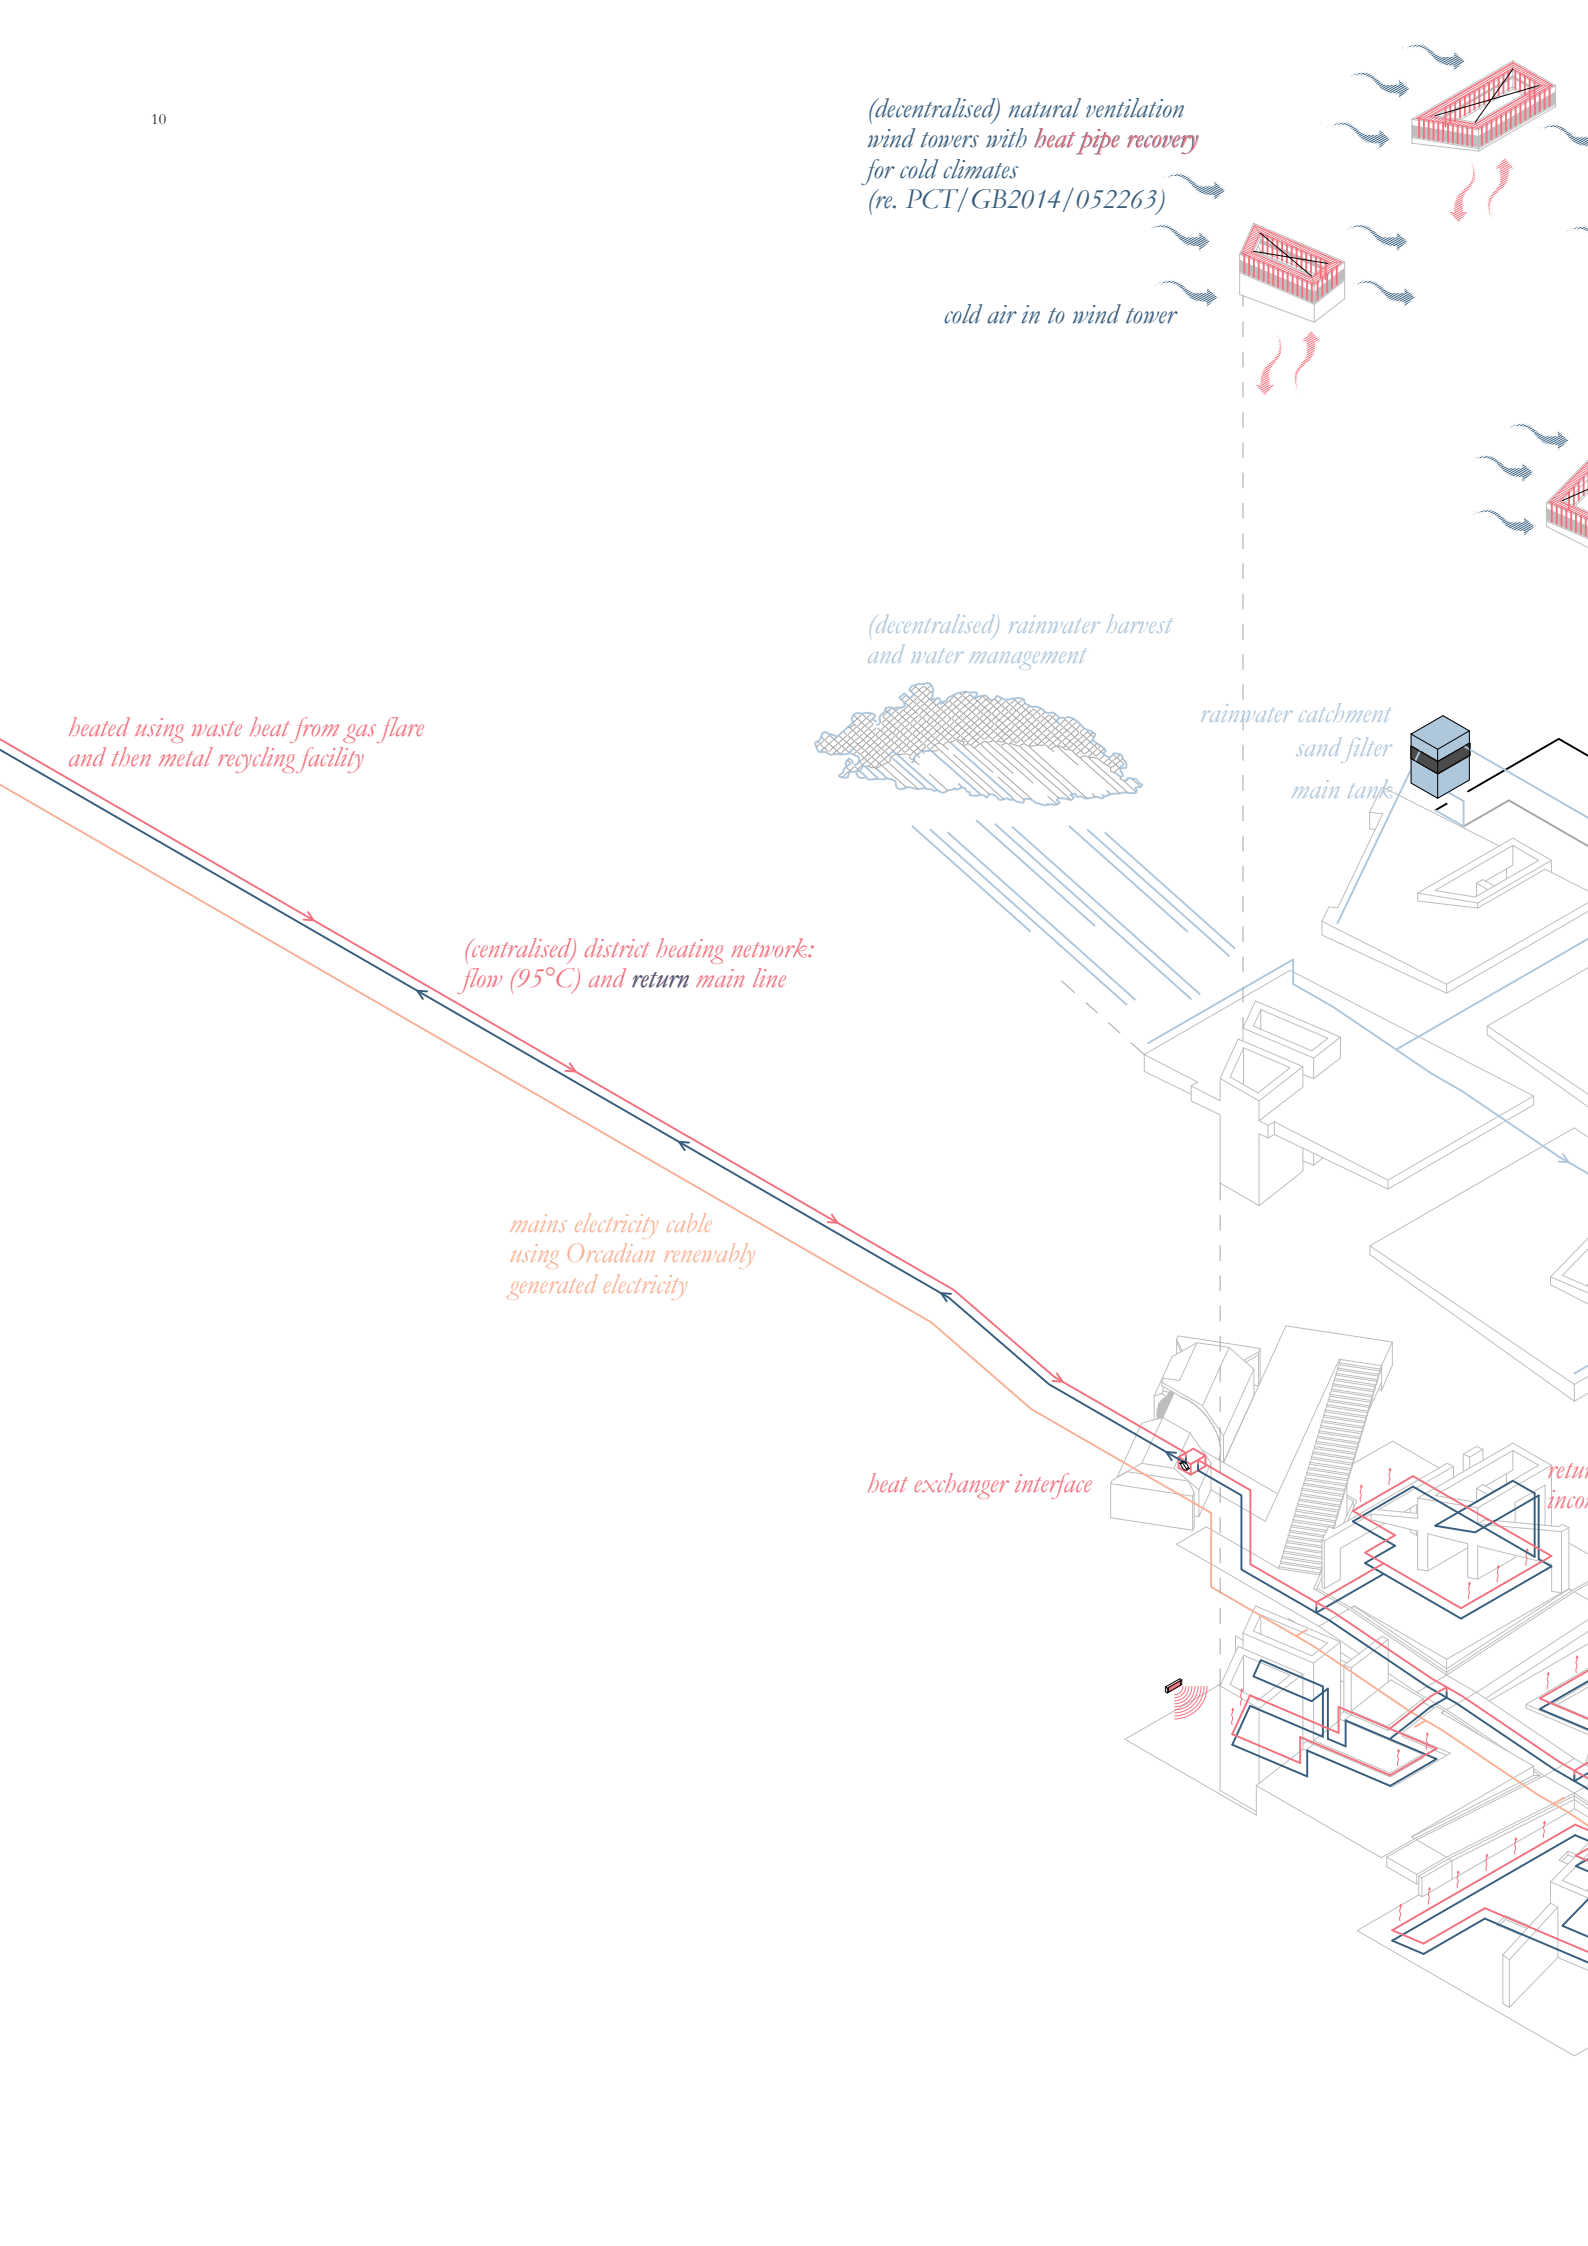 10
(decentralised) natural ventilation
wind towers with heat pipe recovery
for cold climates
(re. PCT/GB2014/052263)
cold air in to wind tower
(decentralised) rainwater harvest
and water management
rainwater catchment
sand filter
main tank
heated using waste heat from gas flare
and then metal recycling facility
(centralised) district heating network:
flow (95°C) and return main line
mains electricity cable
using Orcadian renewably
generated electricity
heat exchanger interface